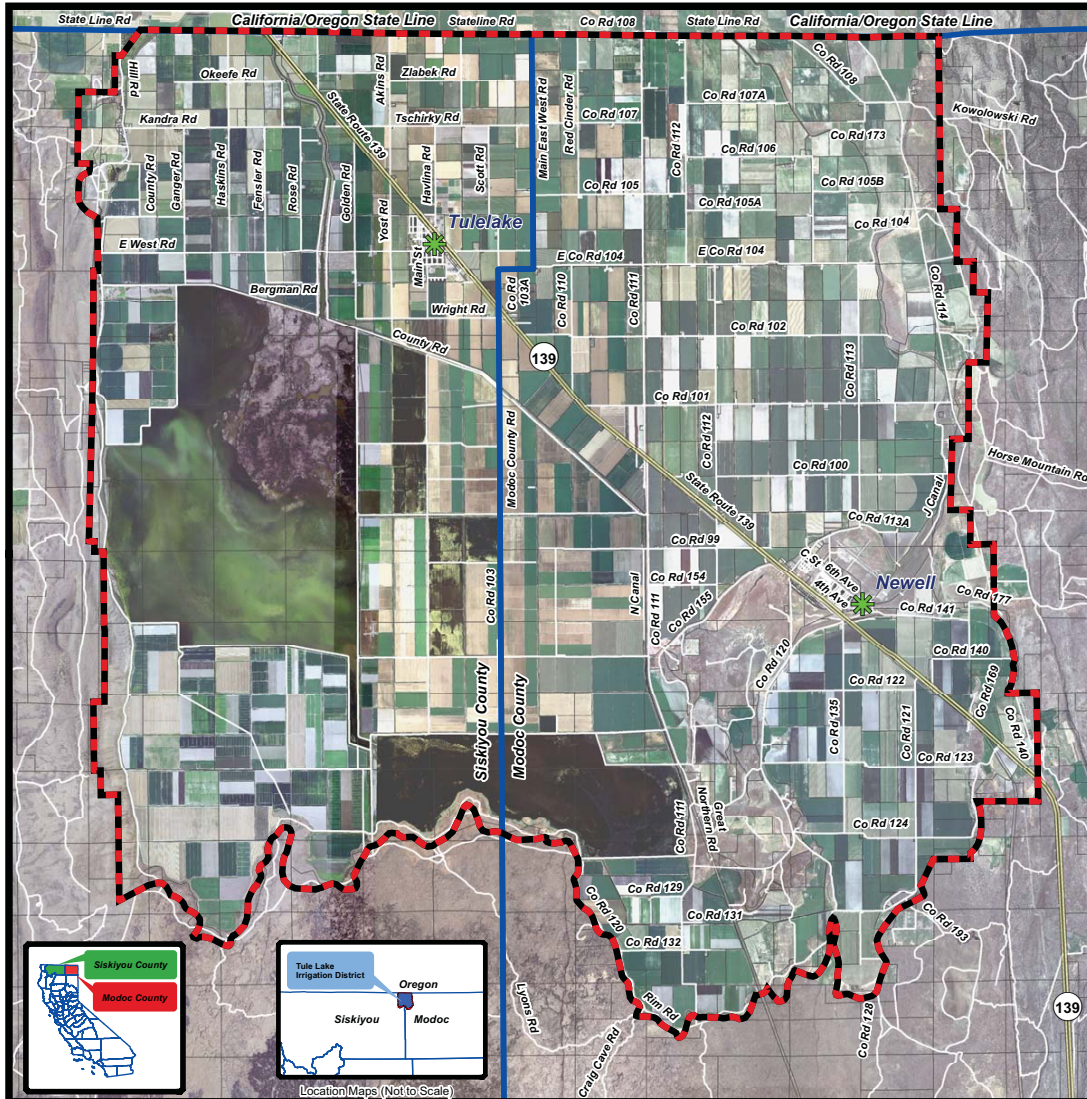 State Line Rd
California/Oregon State Line
Stateline Rd
Co Rd 108
State Line Rd
California/Oregon State Line
Hill Rd
Okeefe Rd
Akins Rd
Zlabek Rd
Main East West Rd
Red Cinder Rd
Co Rd 108
Co Rd 107A
Kowolowski Rd
Kandra Rd
State Route 139
Tschirky Rd
Co Rd 107
Co Rd 112
Co Rd 173
Co Rd 106
County Rd
Ganger Rd
Haskins Rd
Fensler Rd
Rose Rd
Golden Rd
Yost Rd
Havlina Rd
Scott Rd
Co Rd 105
Co Rd 105B
Co Rd 105A
Tulelake
Co Rd 104
E West Rd
Main St
E Co Rd 104
E Co Rd 104
Bergman Rd
Co Rd 103A
Co Rd 110
Co Rd 111
Co Rd 114
Wright Rd
County Rd
Co Rd 102
139
Co Rd 113
Co Rd 101
Modoc County Rd
Co Rd 112
Co Rd 100
Horse Mountain Rd
State Route 139
J Canal
Co Rd 113A
Co Rd 99
C St
6th Ave
4th Ave
Newell
Co Rd 103
N Canal
Co Rd 111
Co Rd 154
Co Rd 155
Co Rd 177
Co Rd 141
Co Rd 120
Co Rd 140
Co Rd 122
Co Rd 169
Siskiyou County
Modoc County
Co Rd 135
Co Rd 121
Co Rd 140
Co Rd 123
Co Rd 111
Great Northern Rd
Co Rd 124
Co Rd 129
Co Rd 120
Co Rd 131
Co Rd 132
Co Rd 193
Lyons Rd
Rim Rd
Craig Cave Rd
Co Rd 128
139
Siskiyou County
Modoc County
Tule Lake
Irrigation District
Oregon
Siskiyou
Modoc
Location Maps (Not to Scale)